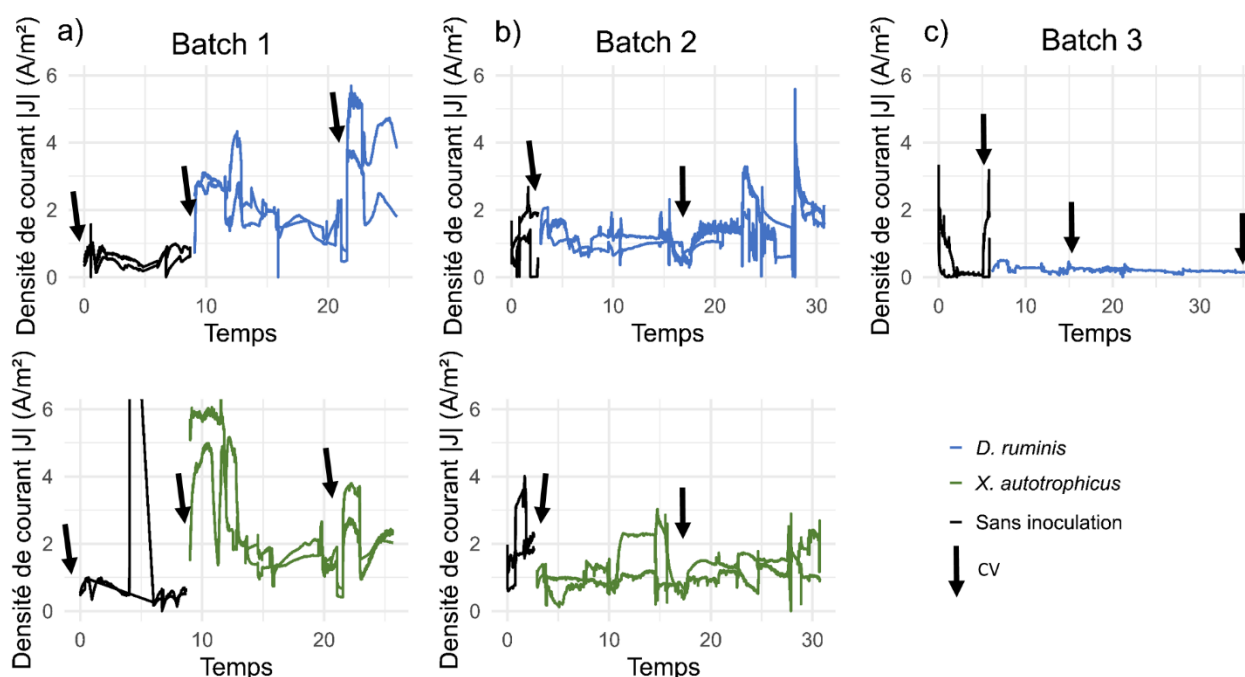 a)
Batch 1
Densité de courant |J| (A/m²)
6
4
2
0
0
10
20
Temps
b)
Batch 2
Densité de courant |J| (A/m²)
6
4
2
0
0
10
20
30
Temps
c)
Batch 3
Densité de courant |J| (A/m²)
6
4
2
0
0
10
20
30
Temps
Densité de courant |J| (A/m²)
6
4
2
0
0
10
20
Temps
Densité de courant |J| (A/m²)
6
4
2
0
0
10
20
30
Temps
D. ruminis
X. autotrophicus
Sans inoculation
CV